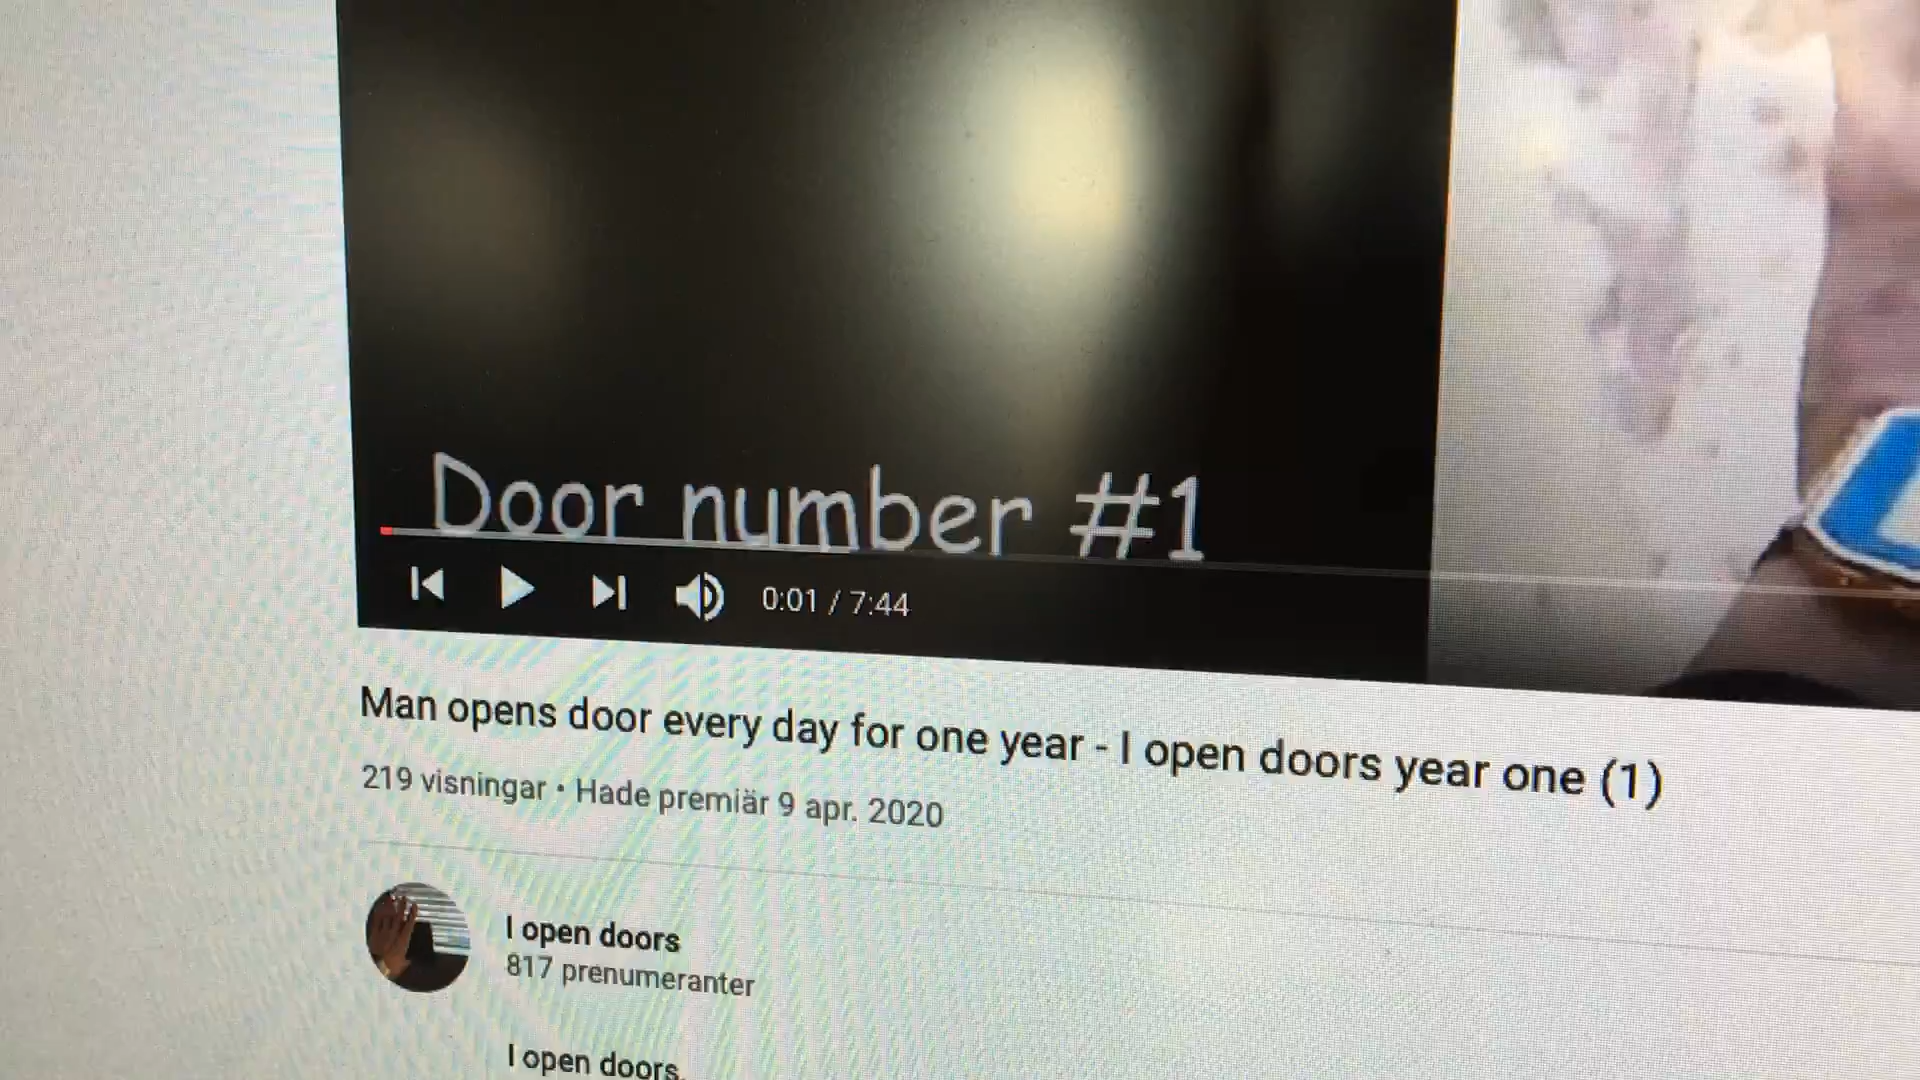 Door number #1
0:01 / 7:44
Man opens door every day for one year - I open doors year one (1)
219 visningar • Hade premiär 9 apr. 2020
I open doors
817 prenumeranter
I open doors.